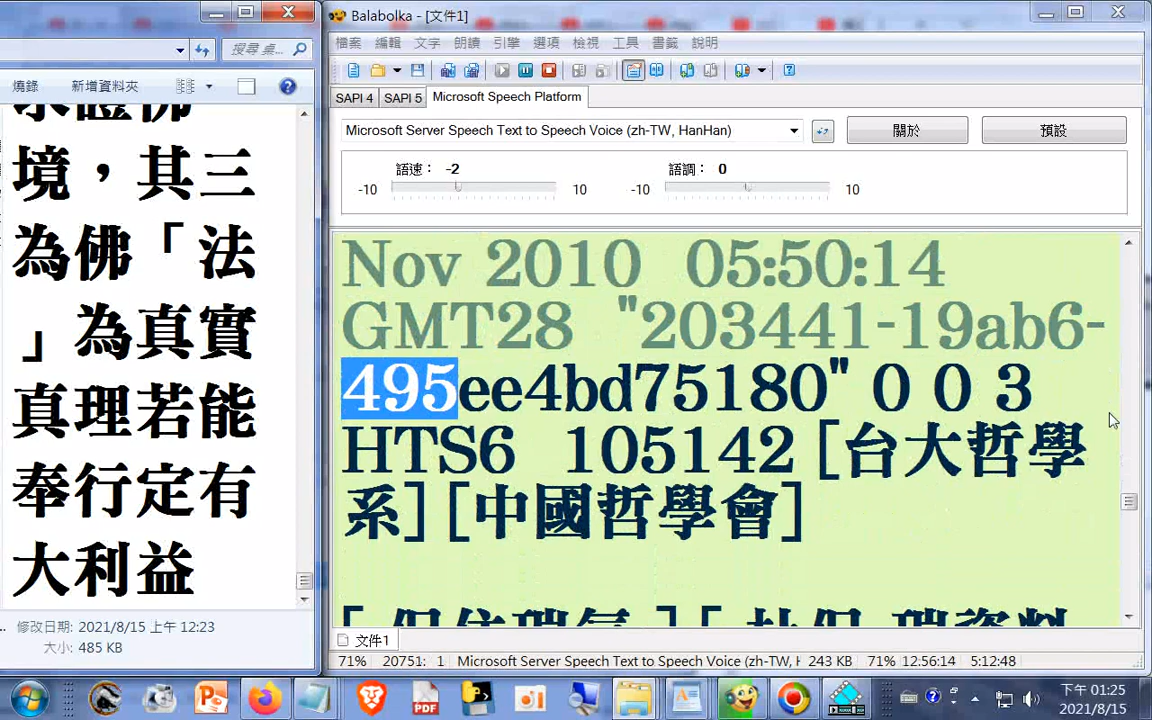 搜尋 桌...
燒錄
新增資料夾
境，其三
為佛「法
」為真實
真理若能
奉行定有
大利益
修改日期: 2021/8/15 上午 12:23
大小: 485 KB
Balabolka - [文件1]
檔案 編輯 文字 朗讀 引擎 選項 檢視 工具 書籤 說明
SAPI 4 SAPI 5 Microsoft Speech Platform
Microsoft Server Speech Text to Speech Voice (zh-TW, HanHan) 關於 預設
語速： -2 語調： 0
-10 10 -10 10
Nov 2010 05:50:14
GMT28 "203441-19ab6-
495ee4bd75180" 0 0 3
HTS6 105142 [台大哲學
系] [中國哲學會]
文件1
71% 20751: 1 Microsoft Server Speech Text to Speech Voice (zh-TW, H 243 KB 71% 12:56:14 5:12:48
PDF
下午 01:25
2021/8/15